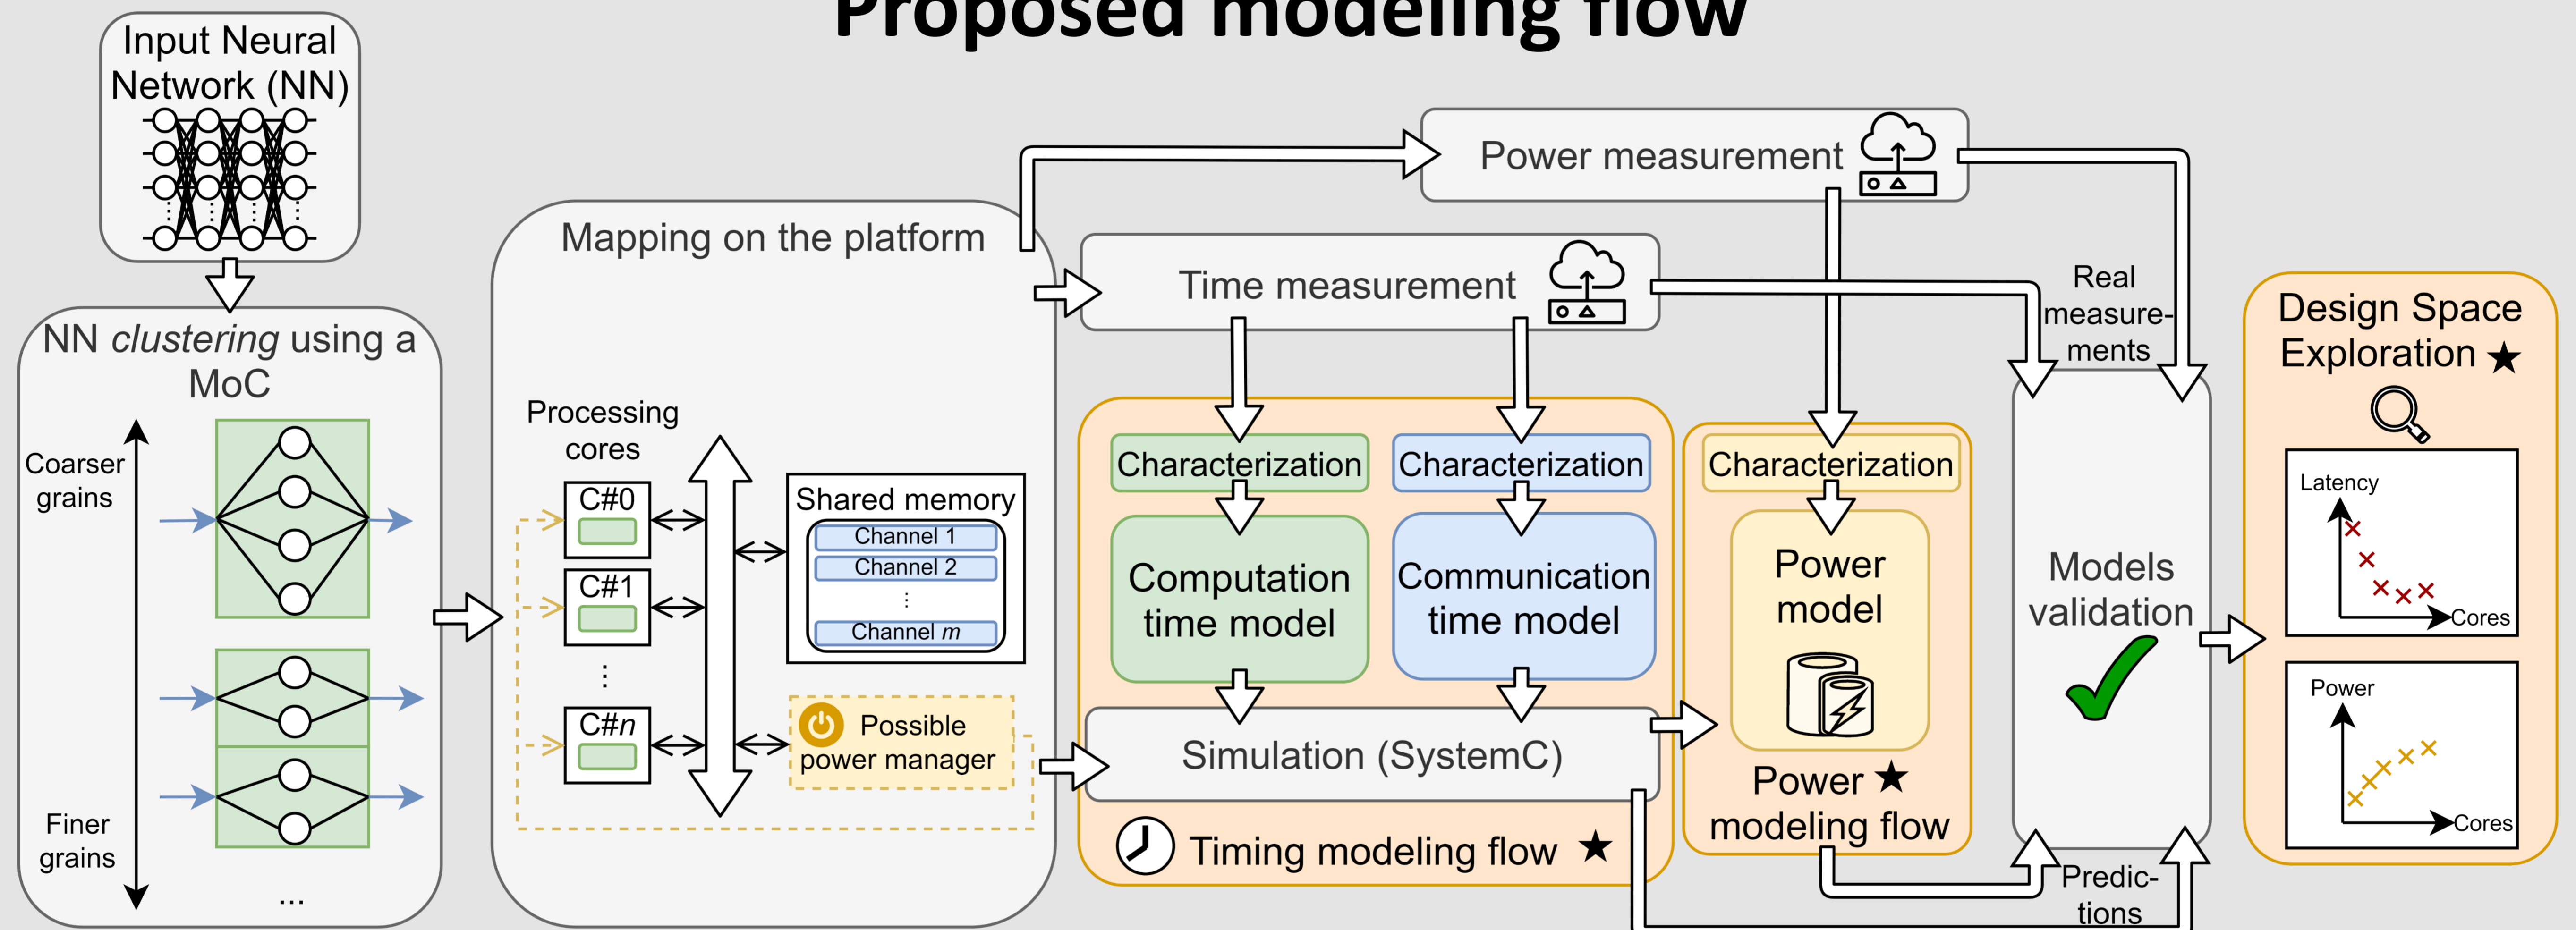 Proposed modeling flow
Input Neural
Network (NN)
NN clustering using a
MoC
Coarser
grains
Finer
grains
...
Mapping on the platform
Processing
cores
C#0
C#1
⋮
C#n
Shared memory
Channel 1
Channel 2
⋮
Channel m
Possible
power manager
Power measurement
Time measurement
Characterization
Computation
time model
Characterization
Communication
time model
Simulation (SystemC)
Timing modeling flow ★
Characterization
Power
model
Power ★
modeling flow
Real
measure-
ments
Models
validation
Predic-
tions
Design Space
Exploration ★
Latency
Cores
Power
Cores